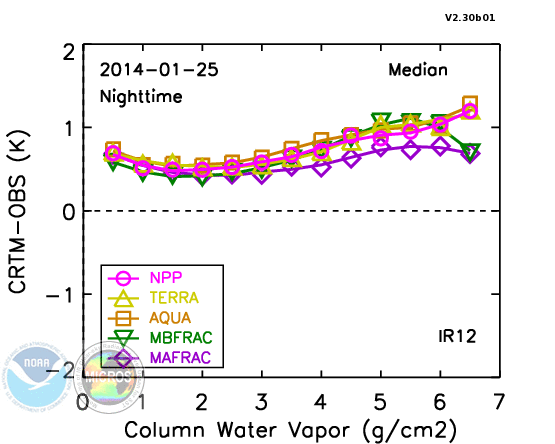 V2.30b01
2014-01-25
Median
Nighttime
2
1
0
-1
-2
CRTM-OBS (K)
NPP
TERRA
AQUA
MBFRAC
MAFRAC
IR12
NOAA
MICROS
0 1 2 3 4 5 6 7
Column Water Vapor (g/cm2)